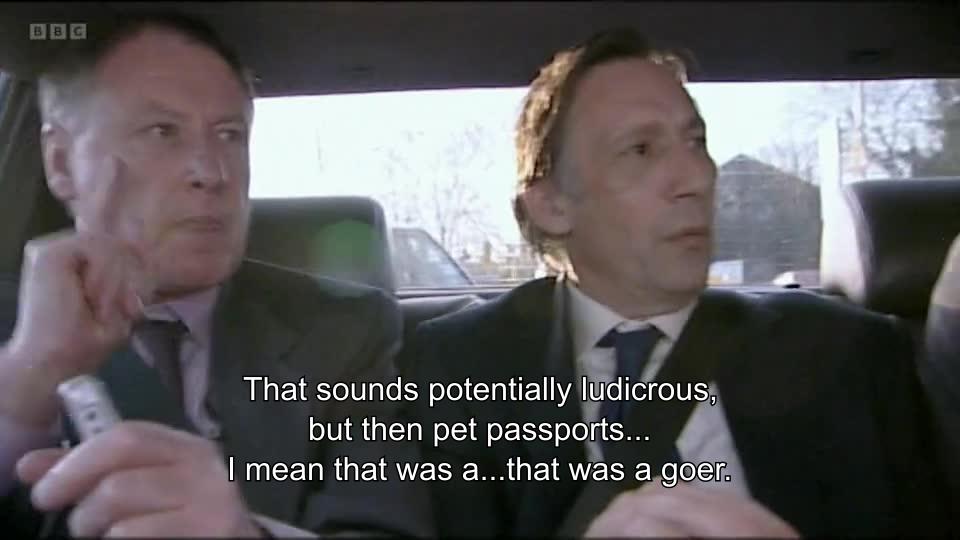 BBC
That sounds potentially ludicrous,
but then pet passports...
I mean that was a...that was a goer.